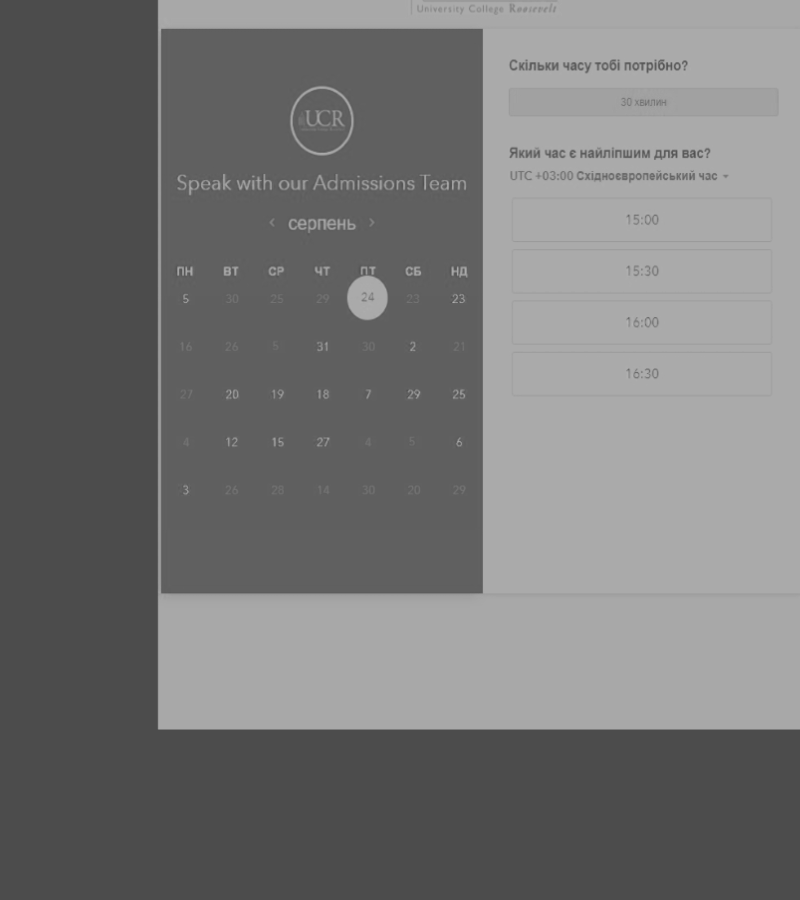 University College Roosevelt
UCR
Speak with our Admissions Team
‹ серпень ›
ПН ВТ СР ЧТ ПТ СБ НД
5 30 25 29 24 23 23
16 26 5 31 30 2 21
27 20 19 18 7 29 25
4 12 15 27 4 5 6
3 26 28 14 30 20 29
Скільки часу тобі потрібно?
30 хвилин
Який час є найліпшим для вас?
UTC +03:00 Східноєвропейський час
15:00
15:30
16:00
16:30